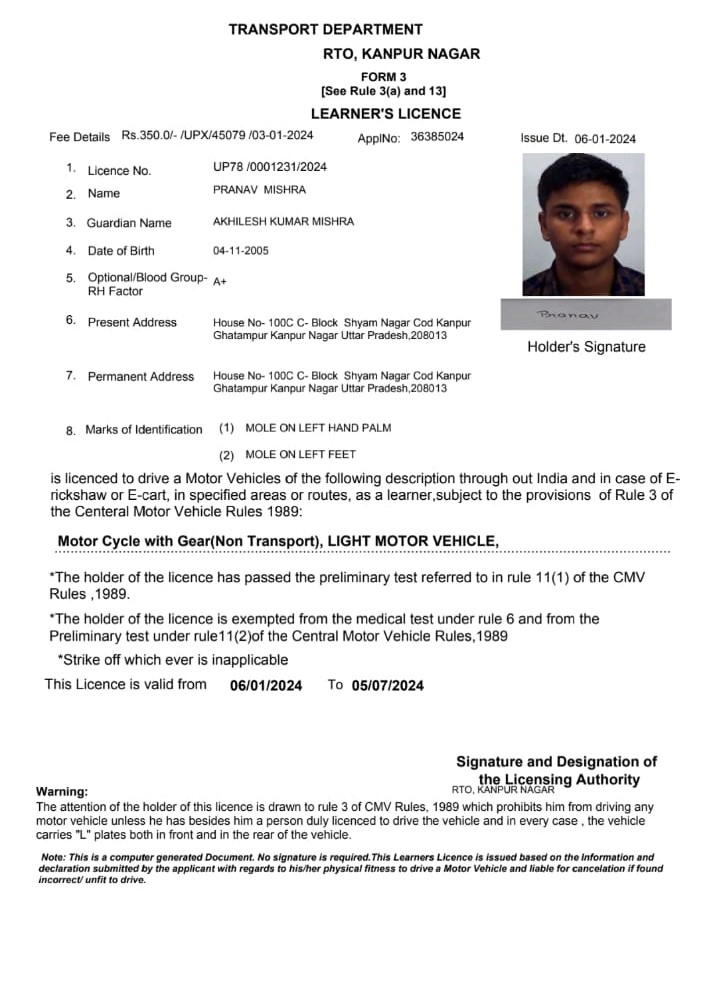 TRANSPORT DEPARTMENT
RTO, KANPUR NAGAR
FORM 3
[See Rule 3(a) and 13]
LEARNER'S LICENCE
Fee Details Rs.350.0/- /UPX/45079 /03-01-2024 ApplNo: 36385024 Issue Dt. 06-01-2024
1. Licence No. UP78 /0001231/2024
2. Name PRANAV MISHRA
3. Guardian Name AKHILESH KUMAR MISHRA
4. Date of Birth 04-11-2005
5. Optional/Blood Group- A+
RH Factor
Pranav
6. Present Address House No- 100C C- Block Shyam Nagar Cod Kanpur
Ghatampur Kanpur Nagar Uttar Pradesh,208013
Holder's Signature
7. Permanent Address House No- 100C C- Block Shyam Nagar Cod Kanpur
Ghatampur Kanpur Nagar Uttar Pradesh,208013
8. Marks of Identification (1) MOLE ON LEFT HAND PALM
(2) MOLE ON LEFT FEET
is licenced to drive a Motor Vehicles of the following description through out India and in case of E-
rickshaw or E-cart, in specified areas or routes, as a learner,subject to the provisions of Rule 3 of
the Centeral Motor Vehicle Rules 1989:
Motor Cycle with Gear(Non Transport), LIGHT MOTOR VEHICLE,
*The holder of the licence has passed the preliminary test referred to in rule 11(1) of the CMV
Rules ,1989.
*The holder of the licence is exempted from the medical test under rule 6 and from the
Preliminary test under rule11(2)of the Central Motor Vehicle Rules,1989
*Strike off which ever is inapplicable
This Licence is valid from 06/01/2024 To 05/07/2024
Signature and Designation of
the Licensing Authority
RTO, KANPUR NAGAR
Warning:
The attention of the holder of this licence is drawn to rule 3 of CMV Rules, 1989 which prohibits him from driving any
motor vehicle unless he has besides him a person duly licenced to drive the vehicle and in every case , the vehicle
carries "L" plates both in front and in the rear of the vehicle.
Note: This is a computer generated Document. No signature is required.This Learners Licence is issued based on the Information and
declaration submitted by the applicant with regards to his/her physical fitness to drive a Motor Vehicle and liable for cancelation if found
incorrect/ unfit to drive.